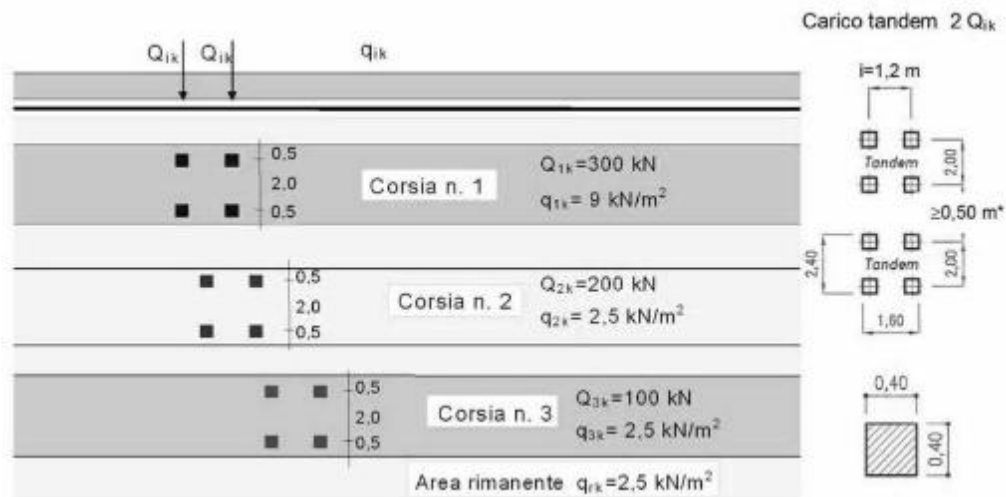 Carico tandem 2 Qik
Qik Qik qik
i=1,2 m
0,5
2,0
0,5
Corsia n. 1
Q1k=300 kN
q1k= 9 kN/m²
Tandem
2,00
≥0,50 m*
0,5
2,0
0,5
Corsia n. 2
Q2k=200 kN
q2k= 2,5 kN/m²
2,40
Tandem
2,00
1,60
0,5
2,0
0,5
Corsia n. 3
Q3k=100 kN
q3k= 2,5 kN/m²
0,40
0,40
Area rimanente qrk=2,5 kN/m²